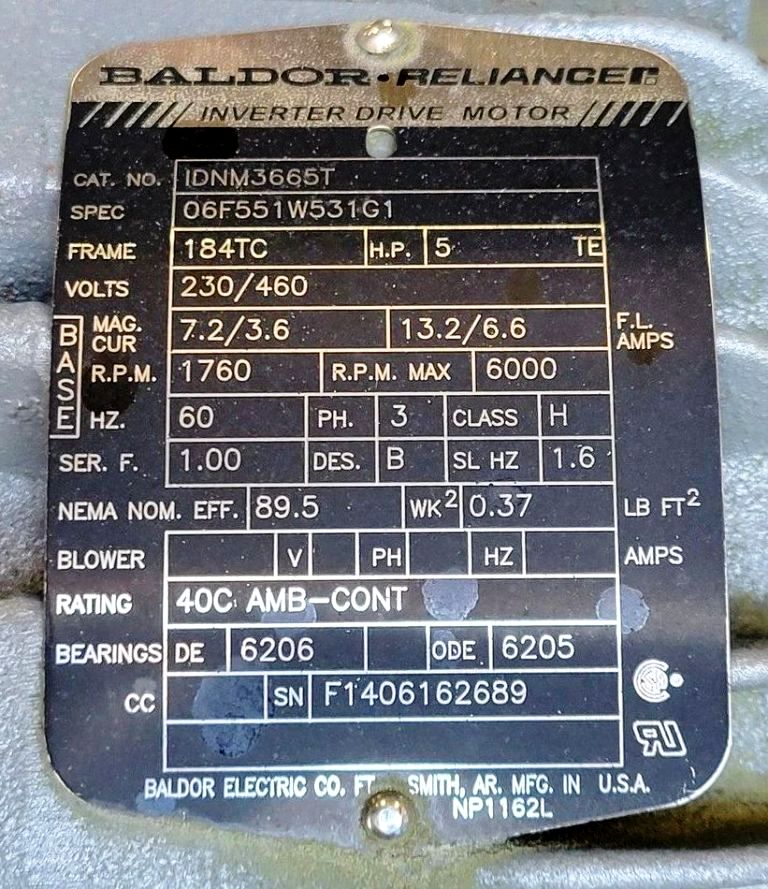 BALDOR • RELIANCER
INVERTER DRIVE MOTOR
CAT. NO. IDNM3665T
SPEC 06F551W531G1
FRAME 184TC H.P. 5 TE
VOLTS 230/460
BASE
MAG. CUR 7.2/3.6 13.2/6.6 F.L. AMPS
R.P.M. 1760 R.P.M. MAX 6000
HZ. 60 PH. 3 CLASS H
SER. F. 1.00 DES. B SL HZ 1.6
NEMA NOM. EFF. 89.5 WK² 0.37 LB FT²
BLOWER V PH HZ AMPS
RATING 40C AMB-CONT
BEARINGS DE 6206 ODE 6205
CC SN F1406162689
BALDOR ELECTRIC CO. FT SMITH, AR. MFG. IN U.S.A.
NP1162L